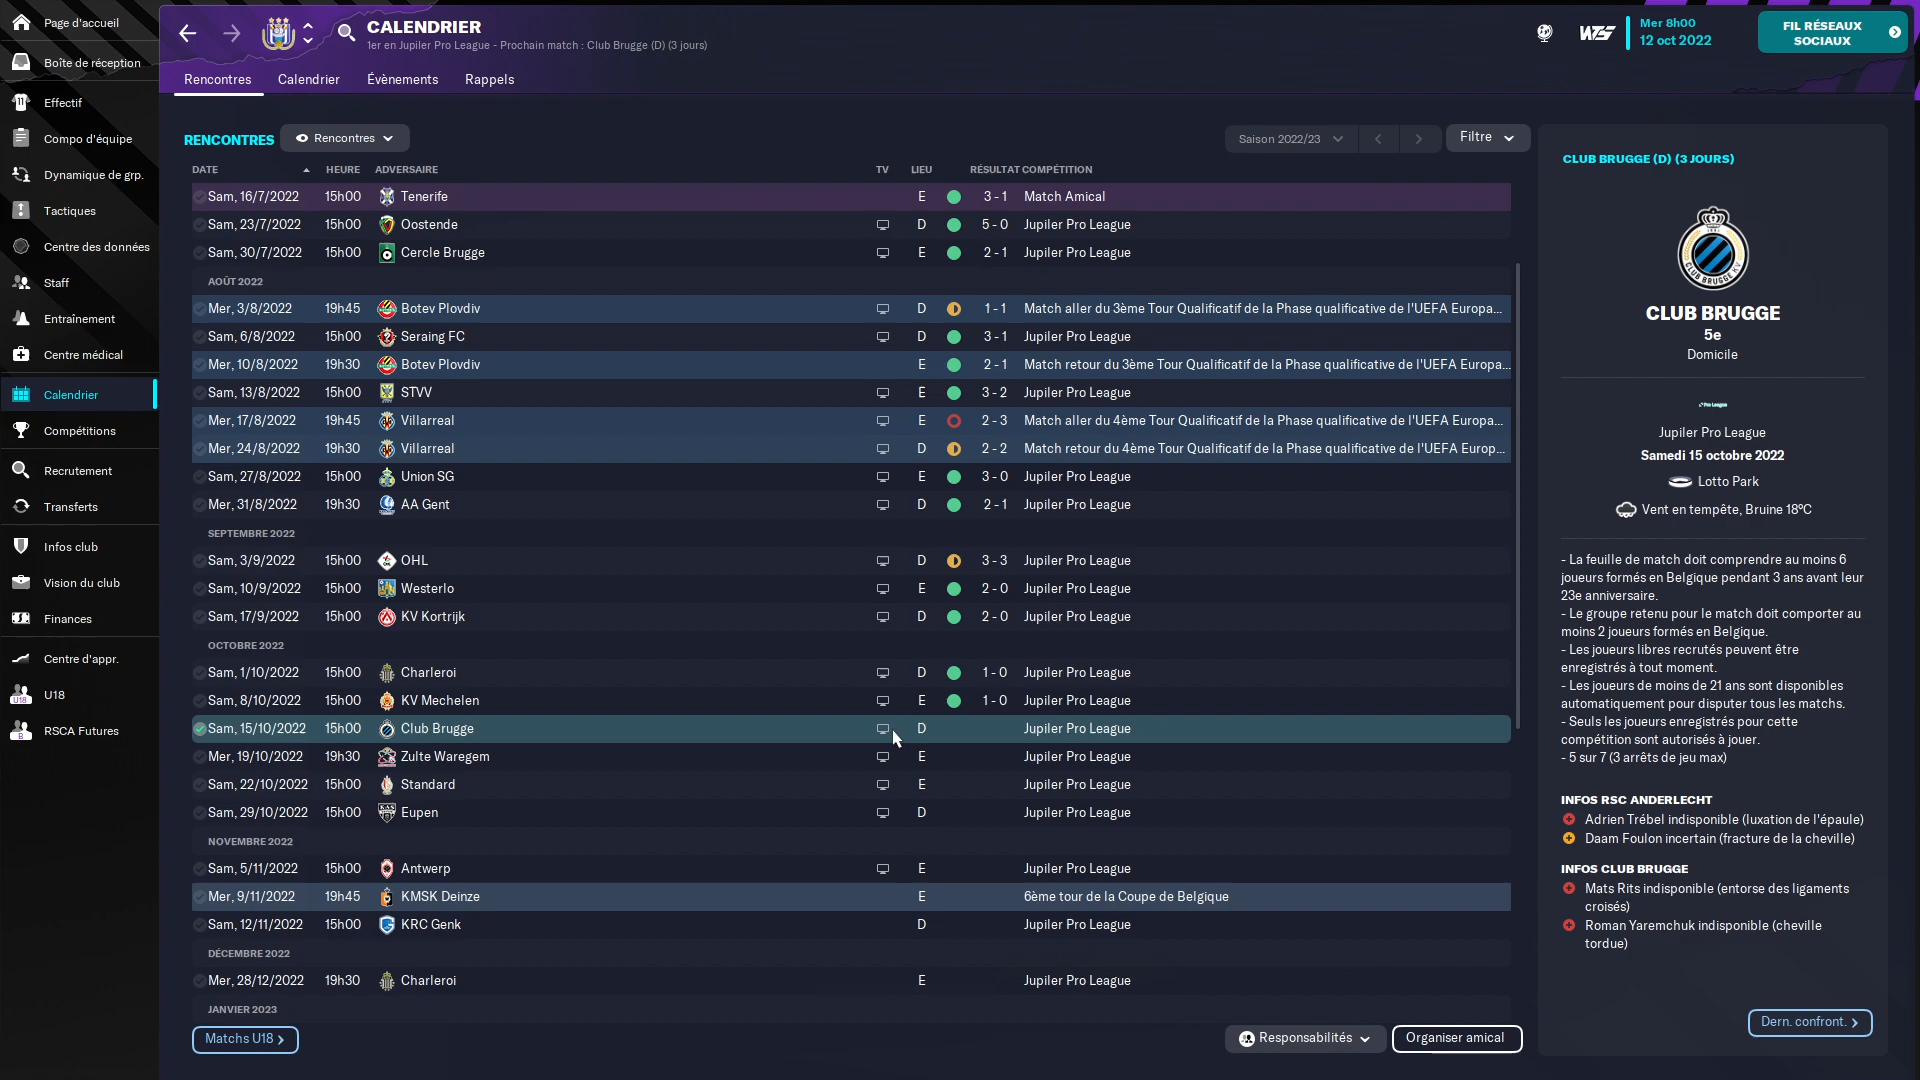 Page d'accueil
Boîte de réception
Effectif
Compo d'équipe
Dynamique de grp.
Tactiques
Centre des données
Staff
Entraînement
Centre médical
Calendrier
Compétitions
Recrutement
Transferts
Infos club
Vision du club
Finances
Centre d'appr.
U18
RSCA Futures
CALENDRIER
1er en Jupiler Pro League - Prochain match : Club Brugge (D) (3 jours)
Mer 8h00
12 oct 2022
FIL RÉSEAUX
SOCIAUX
Rencontres Calendrier Évènements Rappels
RENCONTRES Rencontres Saison 2022/23 Filtre
DATE HEURE ADVERSAIRE TV LIEU RÉSULTAT COMPÉTITION
Sam, 16/7/2022 15h00 Tenerife E 3 - 1 Match Amical
Sam, 23/7/2022 15h00 Oostende D 5 - 0 Jupiler Pro League
Sam, 30/7/2022 15h00 Cercle Brugge E 2 - 1 Jupiler Pro League
AOÛT 2022
Mer, 3/8/2022 19h45 Botev Plovdiv D 1 - 1 Match aller du 3ème Tour Qualificatif de la Phase qualificative de l'UEFA Europa...
Sam, 6/8/2022 15h00 Seraing FC D 3 - 1 Jupiler Pro League
Mer, 10/8/2022 19h30 Botev Plovdiv E 2 - 1 Match retour du 3ème Tour Qualificatif de la Phase qualificative de l'UEFA Europa...
Sam, 13/8/2022 15h00 STVV E 3 - 2 Jupiler Pro League
Mer, 17/8/2022 19h45 Villarreal E 2 - 3 Match aller du 4ème Tour Qualificatif de la Phase qualificative de l'UEFA Europa...
Mer, 24/8/2022 19h30 Villarreal D 2 - 2 Match retour du 4ème Tour Qualificatif de la Phase qualificative de l'UEFA Europ...
Sam, 27/8/2022 15h00 Union SG E 3 - 0 Jupiler Pro League
Mer, 31/8/2022 19h30 AA Gent D 2 - 1 Jupiler Pro League
SEPTEMBRE 2022
Sam, 3/9/2022 15h00 OHL D 3 - 3 Jupiler Pro League
Sam, 10/9/2022 15h00 Westerlo E 2 - 0 Jupiler Pro League
Sam, 17/9/2022 15h00 KV Kortrijk D 2 - 0 Jupiler Pro League
OCTOBRE 2022
Sam, 1/10/2022 15h00 Charleroi D 1 - 0 Jupiler Pro League
Sam, 8/10/2022 15h00 KV Mechelen E 1 - 0 Jupiler Pro League
Sam, 15/10/2022 15h00 Club Brugge D Jupiler Pro League
Mer, 19/10/2022 19h30 Zulte Waregem E Jupiler Pro League
Sam, 22/10/2022 15h00 Standard E Jupiler Pro League
Sam, 29/10/2022 15h00 Eupen D Jupiler Pro League
NOVEMBRE 2022
Sam, 5/11/2022 15h00 Antwerp E Jupiler Pro League
Mer, 9/11/2022 19h45 KMSK Deinze E 6ème tour de la Coupe de Belgique
Sam, 12/11/2022 15h00 KRC Genk D Jupiler Pro League
DÉCEMBRE 2022
Mer, 28/12/2022 19h30 Charleroi E Jupiler Pro League
JANVIER 2023
Matchs U18 Responsabilités Organiser amical
CLUB BRUGGE (D) (3 JOURS)
CLUB BRUGGE KV
CLUB BRUGGE
5e
Domicile
Pro League
Jupiler Pro League
Samedi 15 octobre 2022
Lotto Park
Vent en tempête, Bruine 18°C
- La feuille de match doit comprendre au moins 6
joueurs formés en Belgique pendant 3 ans avant leur
23e anniversaire.
- Le groupe retenu pour le match doit comporter au
moins 2 joueurs formés en Belgique.
- Les joueurs libres recrutés peuvent être
enregistrés à tout moment.
- Les joueurs de moins de 21 ans sont disponibles
automatiquement pour disputer tous les matchs.
- Seuls les joueurs enregistrés pour cette
compétition sont autorisés à jouer.
- 5 sur 7 (3 arrêts de jeu max)
INFOS RSC ANDERLECHT
Adrien Trébel indisponible (luxation de l'épaule)
Daam Foulon incertain (fracture de la cheville)
INFOS CLUB BRUGGE
Mats Rits indisponible (entorse des ligaments
croisés)
Roman Yaremchuk indisponible (cheville
tordue)
Dern. confront.